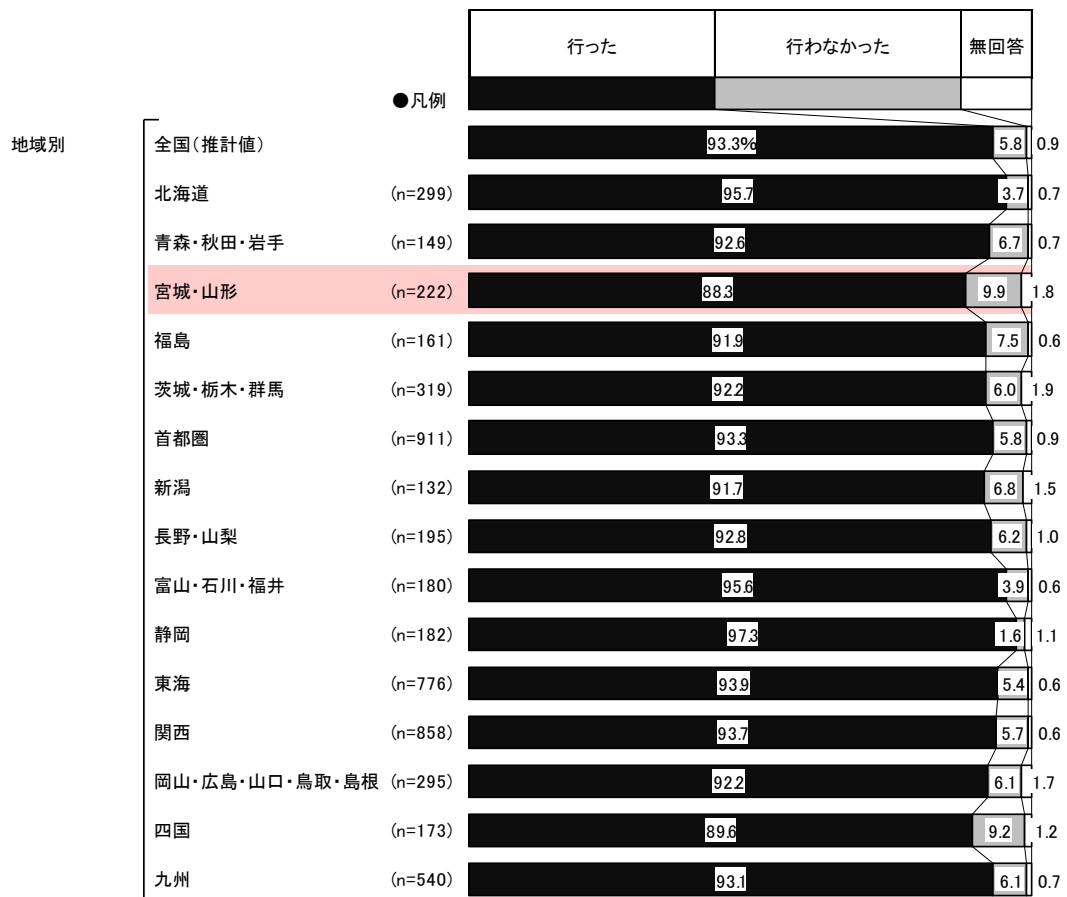 行った 行わなかった 無回答
●凡例
地域別 全国(推計値) 93.3% 5.8 0.9
北海道 (n=299) 95.7 3.7 0.7
青森・秋田・岩手 (n=149) 92.6 6.7 0.7
宮城・山形 (n=222) 88.3 9.9 1.8
福島 (n=161) 91.9 7.5 0.6
茨城・栃木・群馬 (n=319) 92.2 6.0 1.9
首都圏 (n=911) 93.3 5.8 0.9
新潟 (n=132) 91.7 6.8 1.5
長野・山梨 (n=195) 92.8 6.2 1.0
富山・石川・福井 (n=180) 95.6 3.9 0.6
静岡 (n=182) 97.3 1.6 1.1
東海 (n=776) 93.9 5.4 0.6
関西 (n=858) 93.7 5.7 0.6
岡山・広島・山口・鳥取・島根 (n=295) 92.2 6.1 1.7
四国 (n=173) 89.6 9.2 1.2
九州 (n=540) 93.1 6.1 0.7